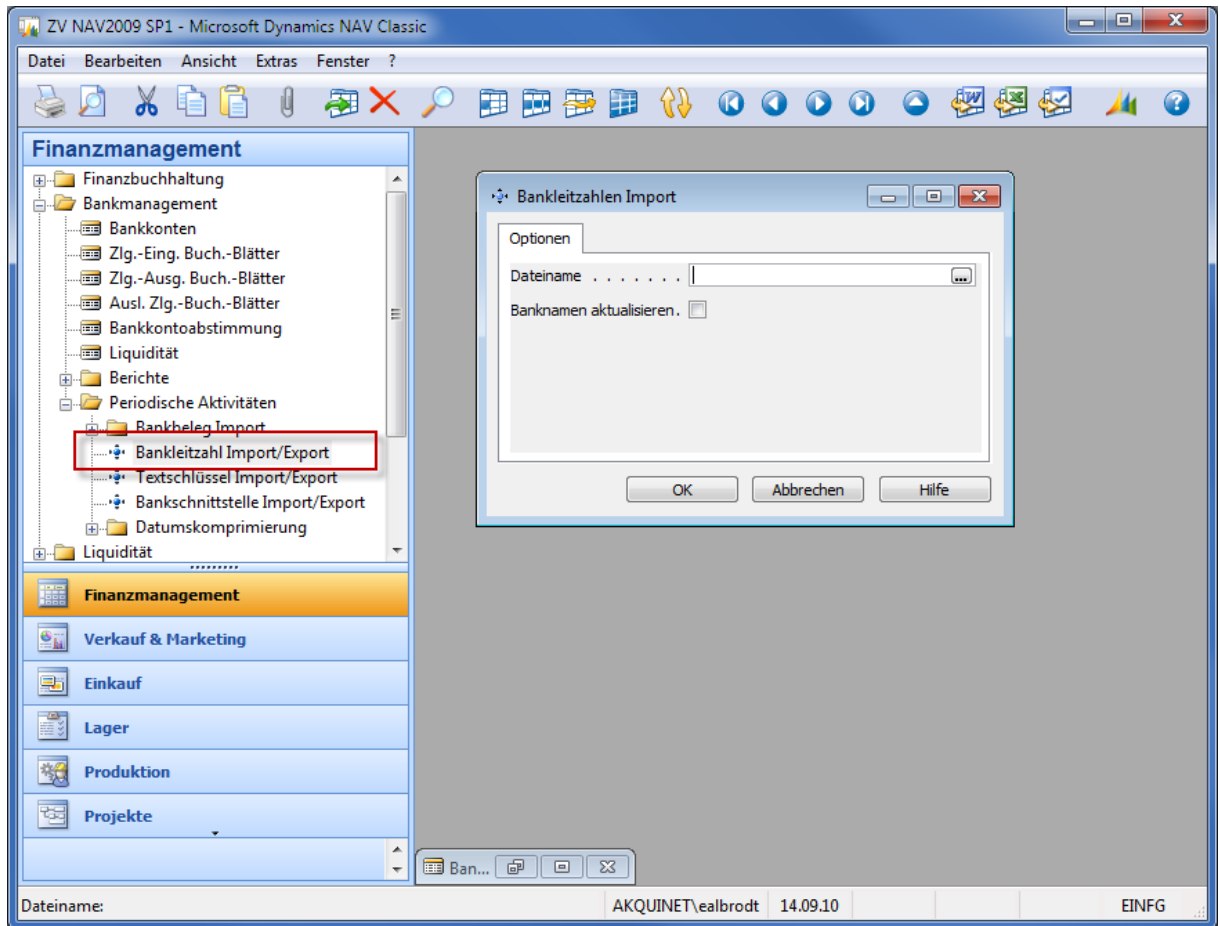 ZV NAV2009 SP1 - Microsoft Dynamics NAV Classic
Datei Bearbeiten Ansicht Extras Fenster ?
Finanzmanagement
Finanzbuchhaltung
Bankmanagement
Bankkonten
Zlg.-Eing. Buch.-Blätter
Zlg.-Ausg. Buch.-Blätter
Ausl. Zlg.-Buch.-Blätter
Bankkontoabstimmung
Liquidität
Berichte
Periodische Aktivitäten
Bankbeleg Import
Bankleitzahl Import/Export
Textschlüssel Import/Export
Bankschnittstelle Import/Export
Datumskomprimierung
Liquidität
Finanzmanagement
Verkauf & Marketing
Einkauf
Lager
Produktion
Projekte
Bankleitzahlen Import
Optionen
Dateiname . . . . . . .
Banknamen aktualisieren.
OK Abbrechen Hilfe
Ban...
Dateiname: AKQUINET\ealbrodt 14.09.10 EINFG